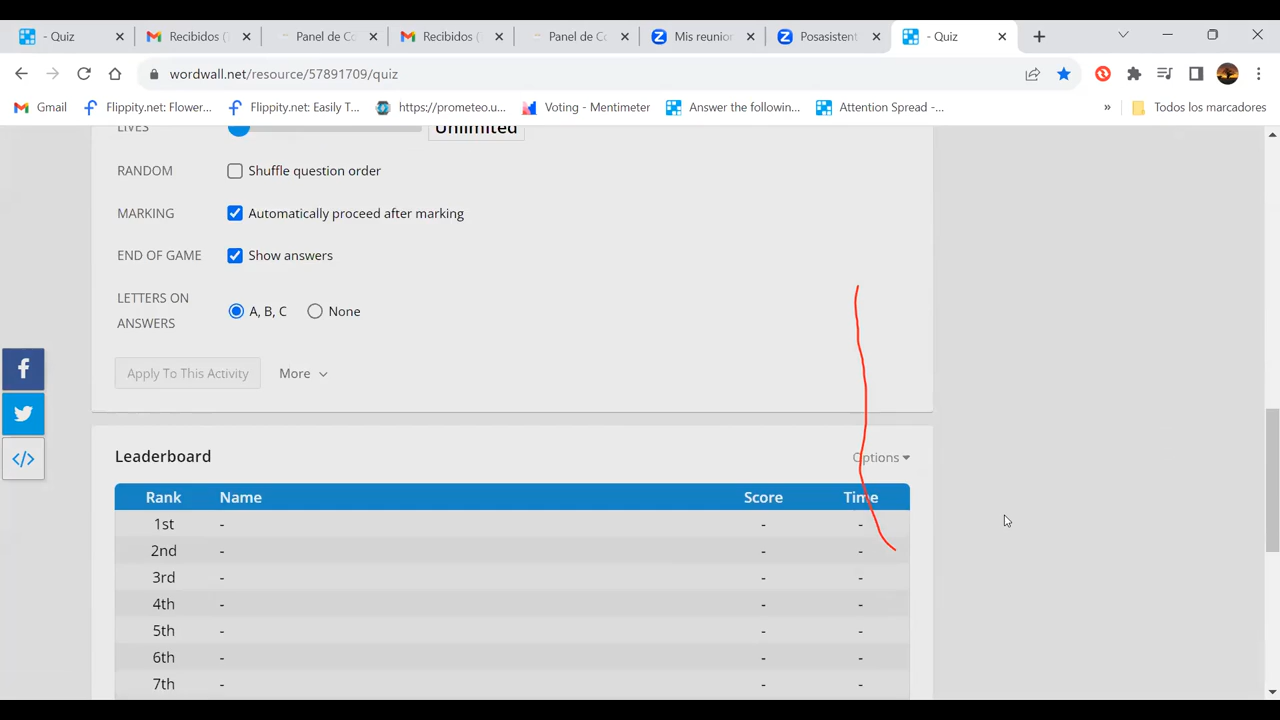 - Quiz
Recibidos (
Panel de Co
Recibidos (
Panel de Co
Mis reunion
Posasistent
- Quiz
wordwall.net/resource/57891709/quiz
Gmail
Flippity.net: Flower...
Flippity.net: Easily T...
https://prometeo.u...
Voting - Mentimeter
Answer the followin...
Attention Spread -...
»
Todos los marcadores
LIVES
Unlimited
RANDOM
Shuffle question order
MARKING
Automatically proceed after marking
END OF GAME
Show answers
LETTERS ON
ANSWERS
A, B, C
None
Apply To This Activity
More
Leaderboard
Options
Rank Name Score Time
1st - - -
2nd - - -
3rd - - -
4th - - -
5th - - -
6th - - -
7th - - -